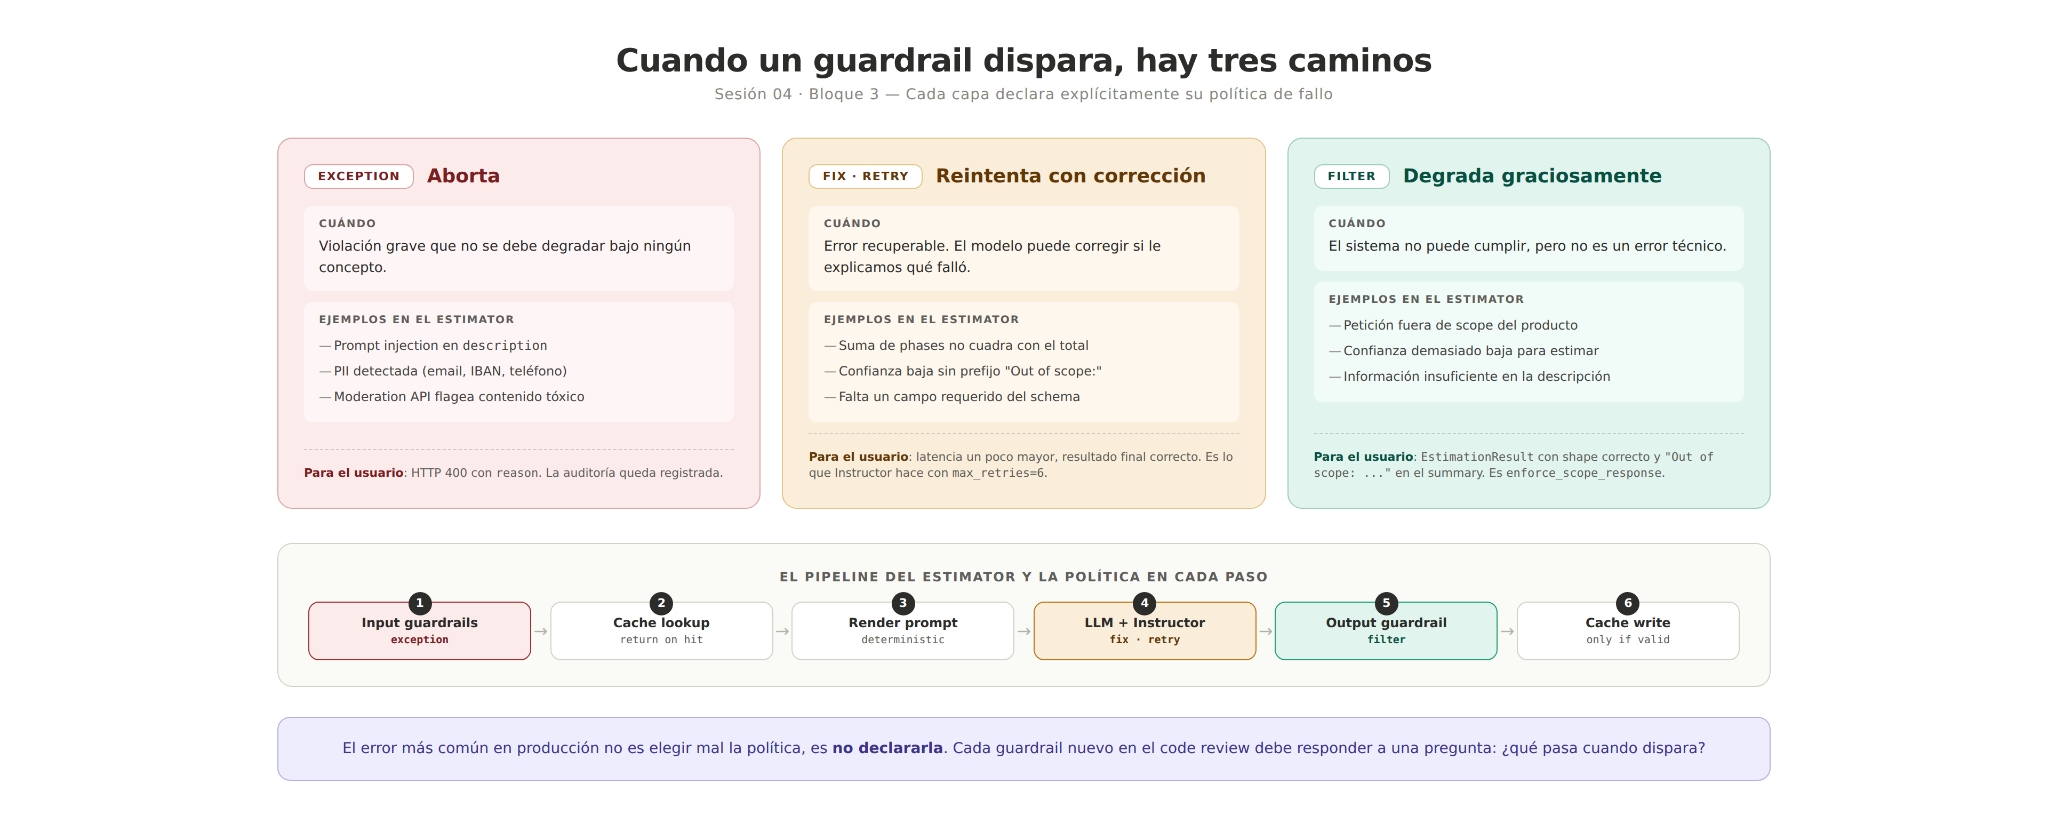 Cuando un guardrail dispara, hay tres caminos
Sesión 04 · Bloque 3 — Cada capa declara explícitamente su política de fallo
EXCEPTION Aborta
CUÁNDO
Violación grave que no se debe degradar bajo ningún
concepto.
EJEMPLOS EN EL ESTIMATOR
— Prompt injection en description
— PII detectada (email, IBAN, teléfono)
— Moderation API flagea contenido tóxico
Para el usuario: HTTP 400 con reason. La auditoría queda registrada.
FIX · RETRY Reintenta con corrección
CUÁNDO
Error recuperable. El modelo puede corregir si le
explicamos qué falló.
EJEMPLOS EN EL ESTIMATOR
— Suma de phases no cuadra con el total
— Confianza baja sin prefijo "Out of scope:"
— Falta un campo requerido del schema
Para el usuario: latencia un poco mayor, resultado final correcto. Es lo
que Instructor hace con max_retries=6.
FILTER Degrada graciosamente
CUÁNDO
El sistema no puede cumplir, pero no es un error técnico.
EJEMPLOS EN EL ESTIMATOR
— Petición fuera de scope del producto
— Confianza demasiado baja para estimar
— Información insuficiente en la descripción
Para el usuario: EstimationResult con shape correcto y "Out of
scope: ..." en el summary. Es enforce_scope_response.
EL PIPELINE DEL ESTIMATOR Y LA POLÍTICA EN CADA PASO
1
Input guardrails
exception
→
2
Cache lookup
return on hit
→
3
Render prompt
deterministic
→
4
LLM + Instructor
fix · retry
→
5
Output guardrail
filter
→
6
Cache write
only if valid
El error más común en producción no es elegir mal la política, es no declararla. Cada guardrail nuevo en el code review debe responder a una pregunta: ¿qué pasa cuando dispara?